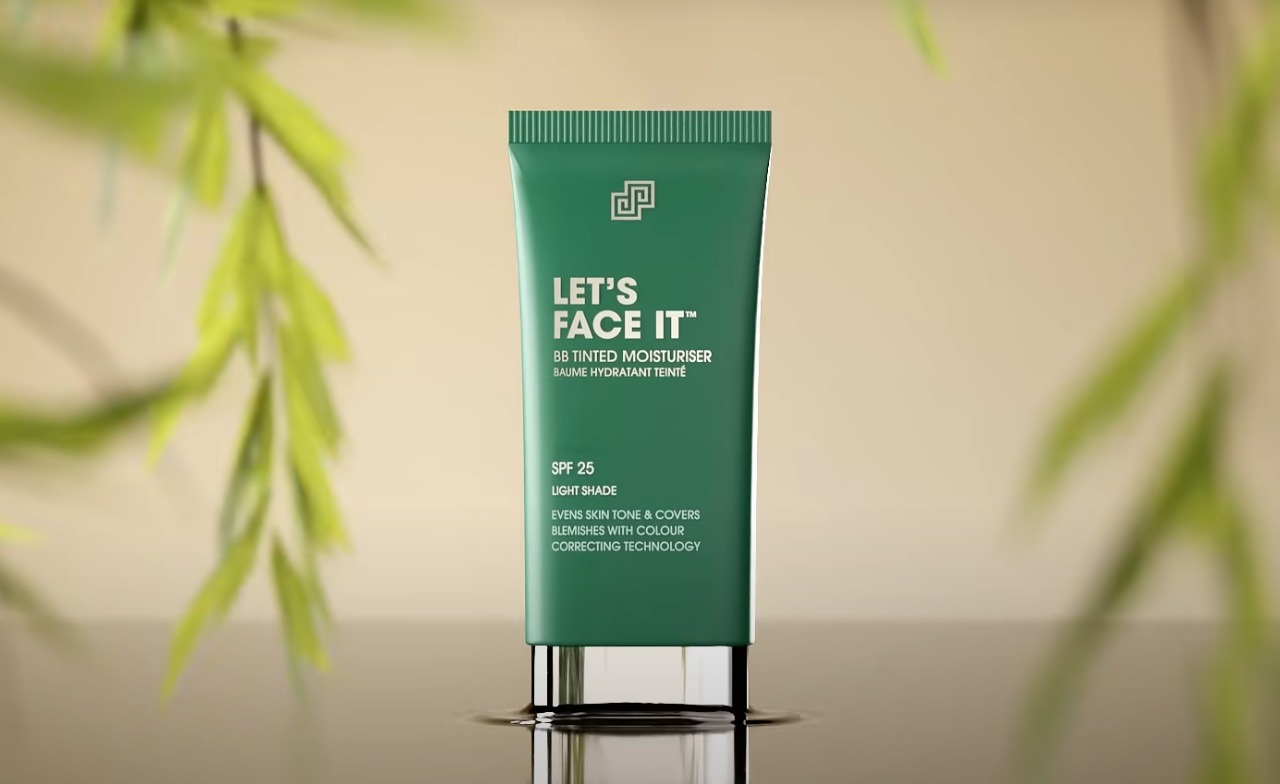 LET'S
FACE IT™
BB TINTED MOISTURISER
BAUME HYDRATANT TEINTÉ
SPF 25
LIGHT SHADE
EVENS SKIN TONE & COVERS
BLEMISHES WITH COLOUR
CORRECTING TECHNOLOGY